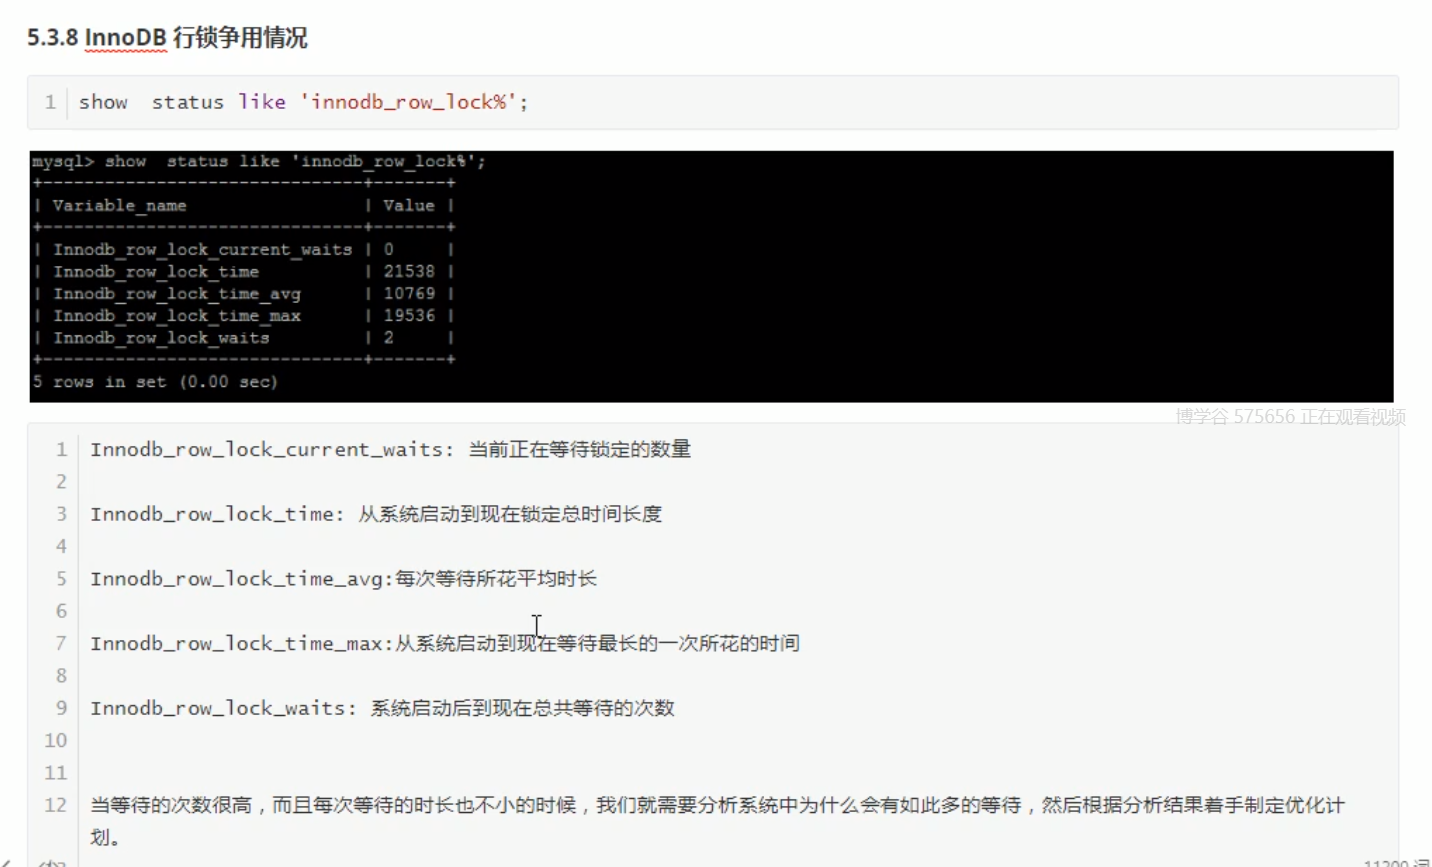 5.3.8 InnoDB 行锁争用情况
1 show  status like 'innodb_row_lock%';
mysql> show  status like 'innodb_row_lock%';
+-------------------------------+-------+
| Variable_name                 | Value |
+-------------------------------+-------+
| Innodb_row_lock_current_waits | 0     |
| Innodb_row_lock_time          | 21538 |
| Innodb_row_lock_time_avg      | 10769 |
| Innodb_row_lock_time_max      | 19536 |
| Innodb_row_lock_waits         | 2     |
+-------------------------------+-------+
5 rows in set (0.00 sec)
博学谷 575656 正在观看视频
1 Innodb_row_lock_current_waits: 当前正在等待锁定的数量
2
3 Innodb_row_lock_time: 从系统启动到现在锁定总时间长度
4
5 Innodb_row_lock_time_avg:每次等待所花平均时长
6
7 Innodb_row_lock_time_max:从系统启动到现在等待最长的一次所花的时间
8
9 Innodb_row_lock_waits: 系统启动后到现在总共等待的次数
10
11
12 当等待的次数很高，而且每次等待的时长也不小的时候，我们就需要分析系统中为什么会有如此多的等待，然后根据分析结果着手制定优化计
划。